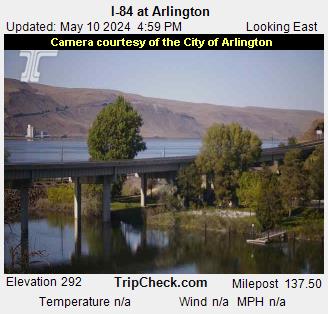 I-84 at Arlington
Updated: May 10 2024 4:59 PM Looking East
Camera courtesy of the City of Arlington
Elevation 292 TripCheck.com Milepost 137.50
Temperature n/a Wind n/a MPH n/a